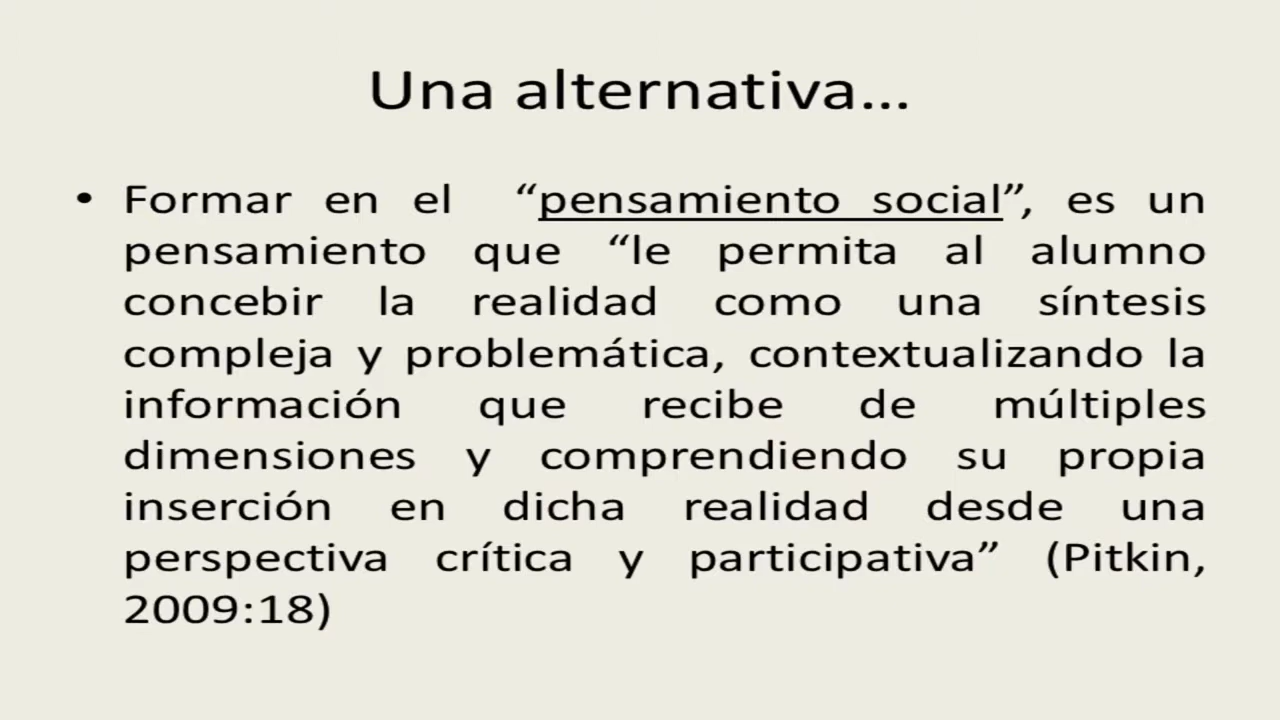 Una alternativa...
• Formar en el “pensamiento social”, es un
pensamiento que “le permita al alumno
concebir la realidad como una síntesis
compleja y problemática, contextualizando la
información que recibe de múltiples
dimensiones y comprendiendo su propia
inserción en dicha realidad desde una
perspectiva crítica y participativa” (Pitkin,
2009:18)